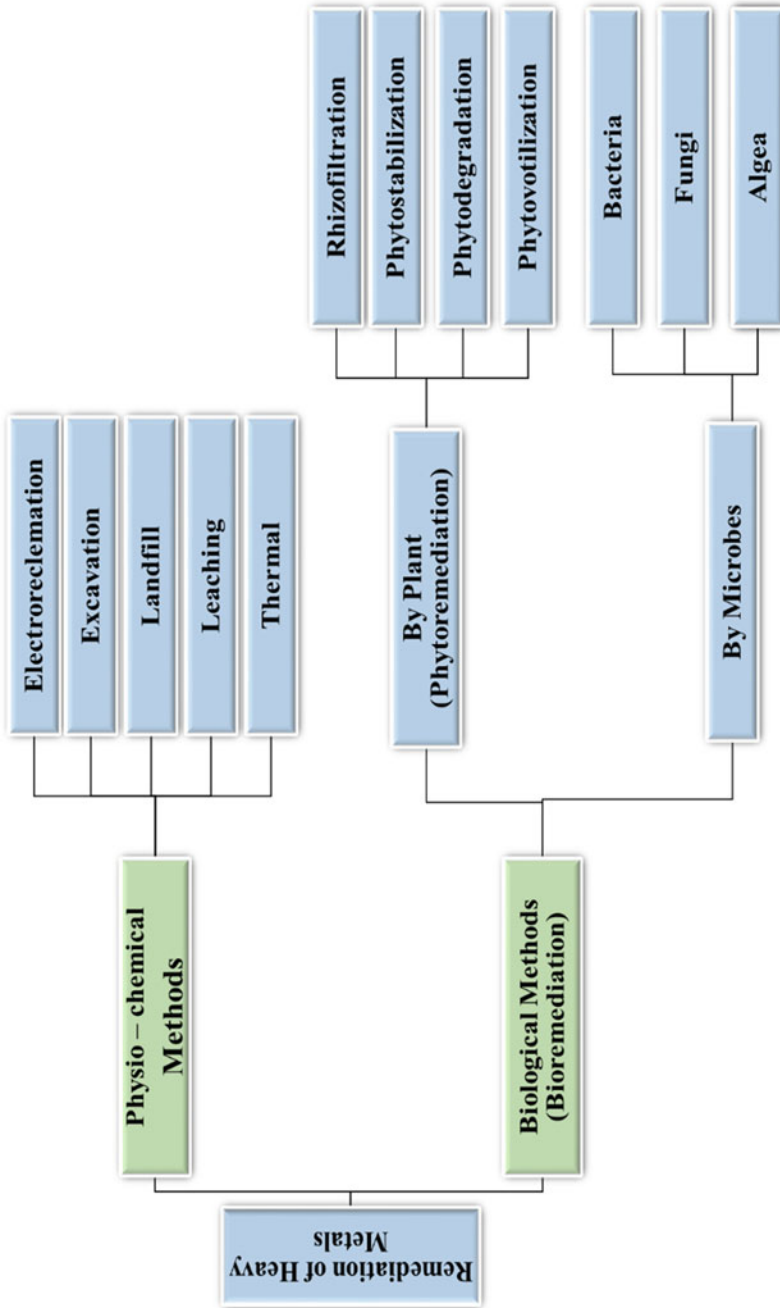 Remediation of Heavy
Metals
Physio – chemical
Methods
Electroreclemation
Excavation
Landfill
Leaching
Thermal
Biological Methods
(Bioremediation)
By Plant
(Phytoremediation)
Rhizofiltration
Phytostabilization
Phytodegradation
Phytovotilization
By Microbes
Bacteria
Fungi
Algea